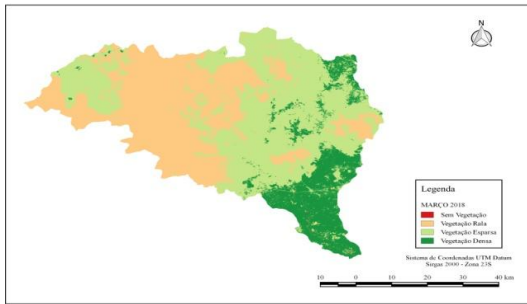 N
Legenda
MARÇO 2018
Sem Vegetação
Vegetação Rala
Vegetação Esparsa
Vegetação Densa
Sistema de Coordenadas UTM Datum
Sirgas 2000 - Zona 23S
10 0 10 20 30 40 km